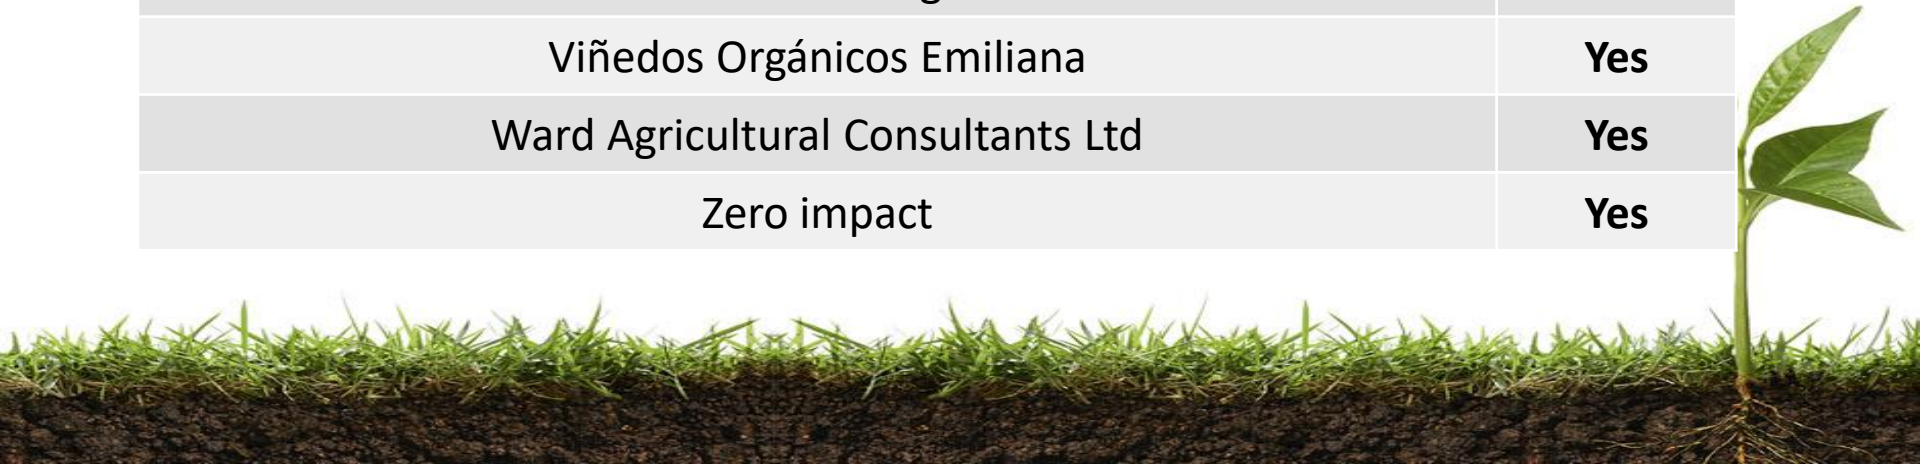 Viñedos Orgánicos Emiliana Yes
Ward Agricultural Consultants Ltd Yes
Zero impact Yes